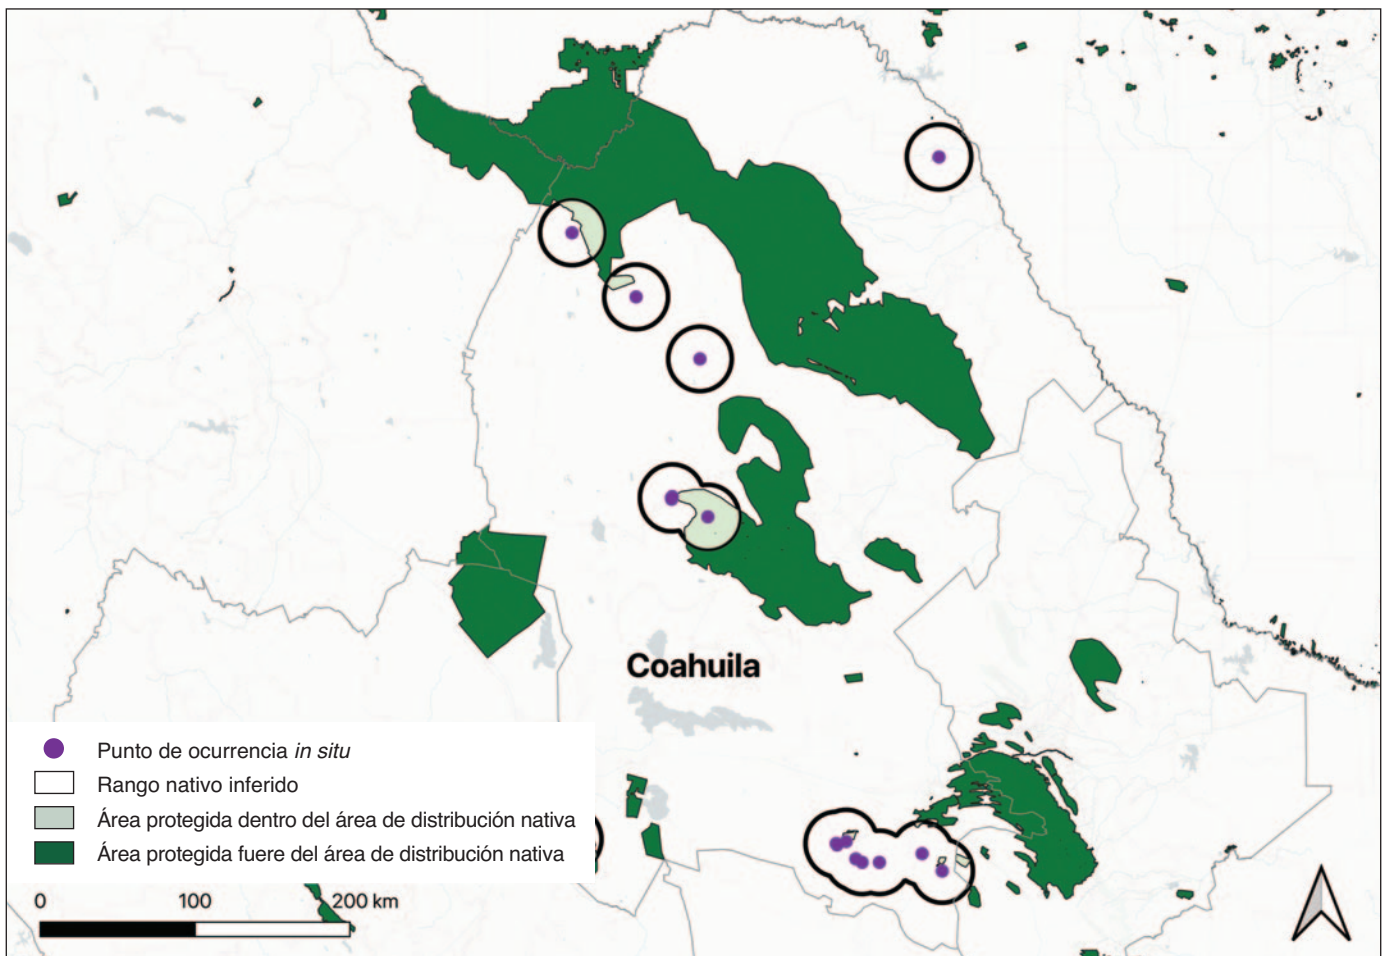 Coahuila
Punto de ocurrencia in situ
Rango nativo inferido
Área protegida dentro del área de distribución nativa
Área protegida fuere del área de distribución nativa
0 100 200 km